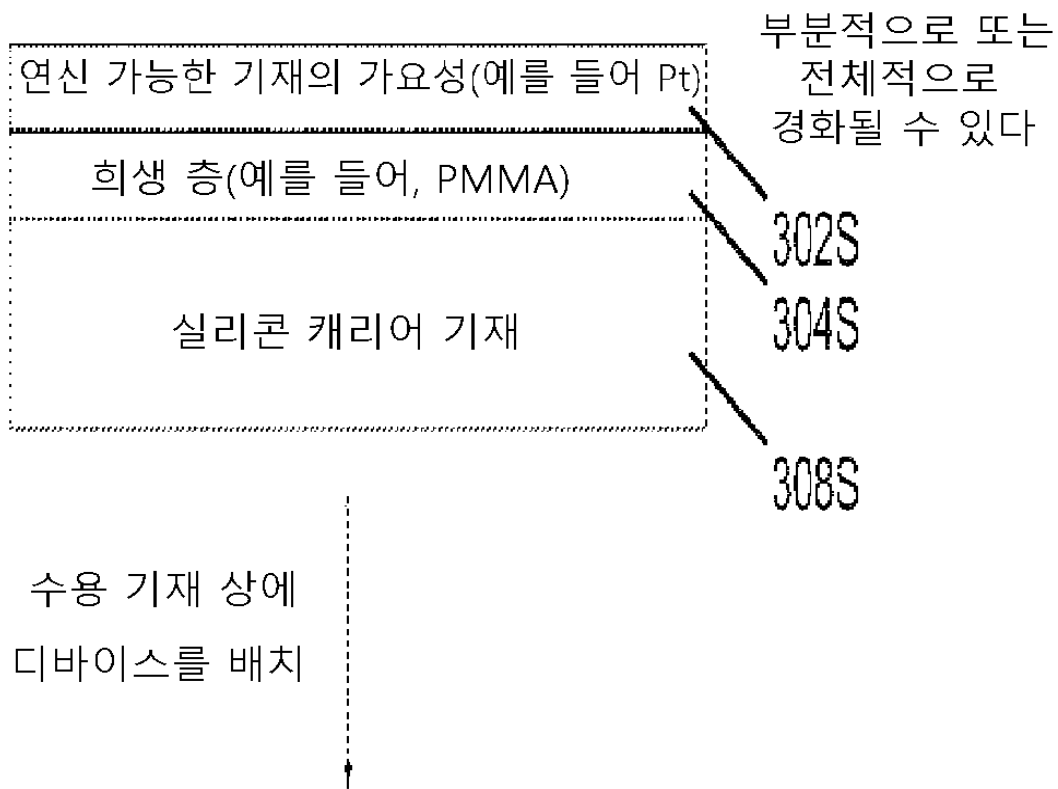 부분적으로 또는
전체적으로
경화될 수 있다
연신 가능한 기재의 가요성(예를 들어 Pt)
희생 층(예를 들어, PMMA)
302S
304S
실리콘 캐리어 기재
308S
수용 기재 상에
디바이스를 배치